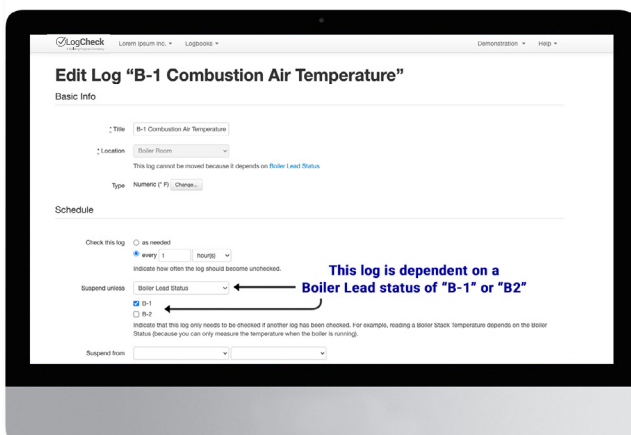 LogCheck Lorem Ipsum Inc. Logbooks Demonstration Help
Edit Log “B-1 Combustion Air Temperature”
Basic Info
* Title B-1 Combustion Air Temperature
* Location Boiler Room
This log cannot be moved because it depends on Boiler Lead Status
Type Numeric (° F) Change...
Schedule
Check this log as needed
every 1 hour(s)
Indicate how often the log should become unchecked.
This log is dependent on a
Boiler Lead status of “B-1” or “B2”
Suspend unless Boiler Lead Status
B-1
B-2
Indicate that this log only needs to be checked if another log has been checked. For example, reading a Boiler Stack Temperature depends on the Boiler
Status (because you can only measure the temperature when the boiler is running).
Suspend from